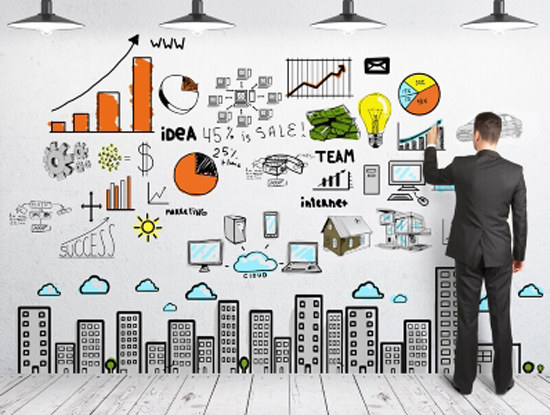 WWW
iDEA 45% is SALE!
25%
TEAM
internet
marketing
SUCCESS
CLOUD
$